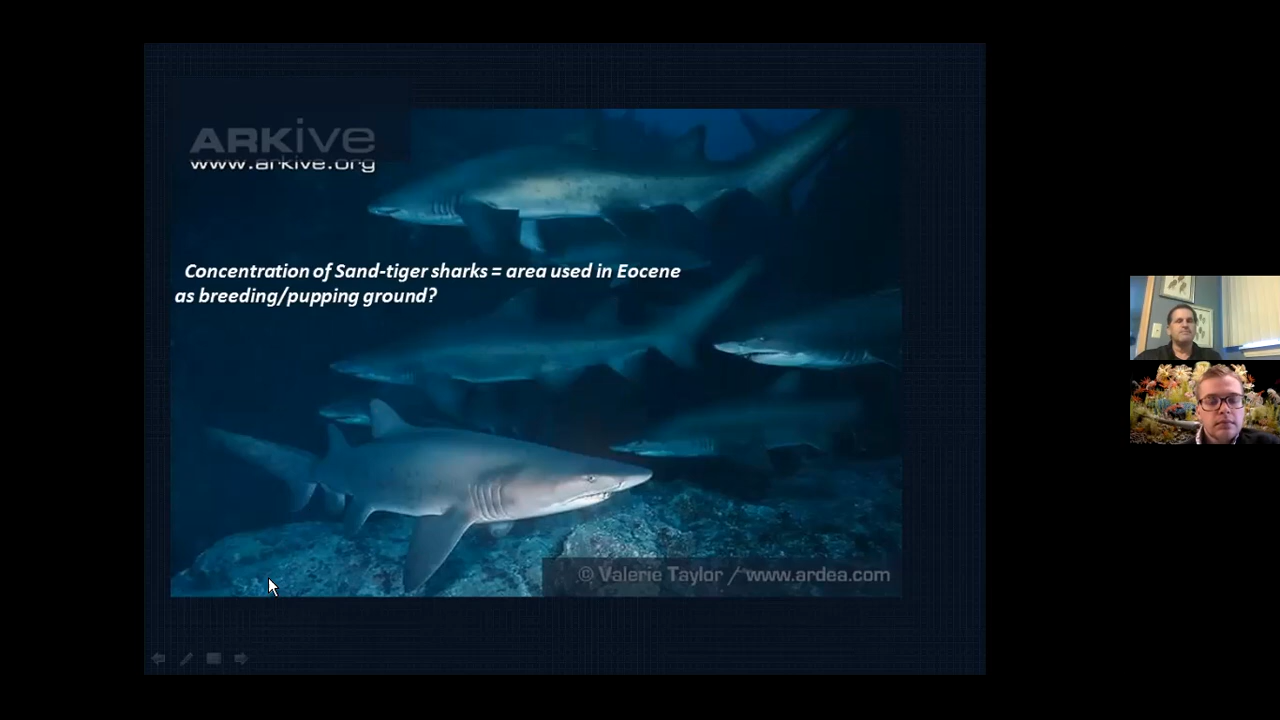 ARKive
www.arkive.org
Concentration of Sand-tiger sharks = area used in Eocene
as breeding/pupping ground?
© Valerie Taylor / www.ardea.com